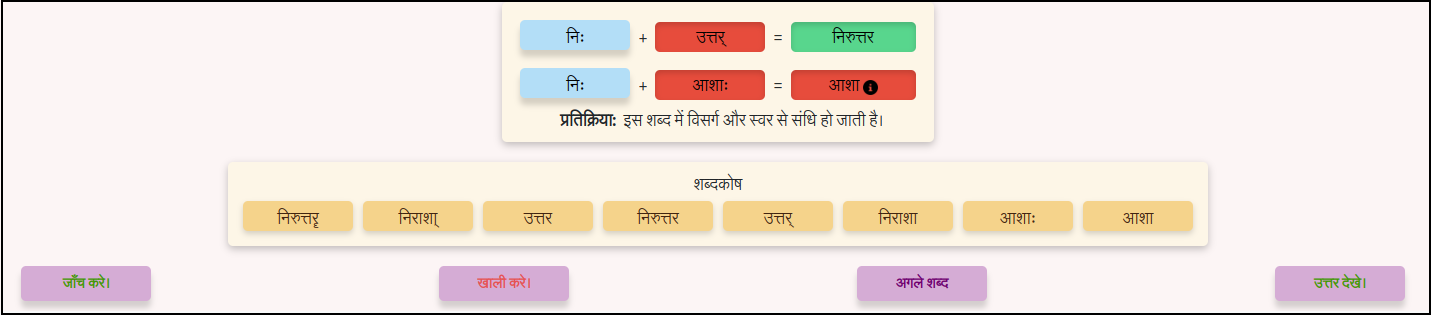 निः + उत्तर् = निरुत्तर
निः + आशाः = आशा i
प्रतिक्रिया: इस शब्द में विसर्ग और स्वर से संधि हो जाती है।
शब्दकोष
निरुत्तरृ निराशा् उत्तर निरुत्तर उत्तर् निराशा आशाः आशा
जाँच करे। खाली करे। अगले शब्द उत्तर देखे।